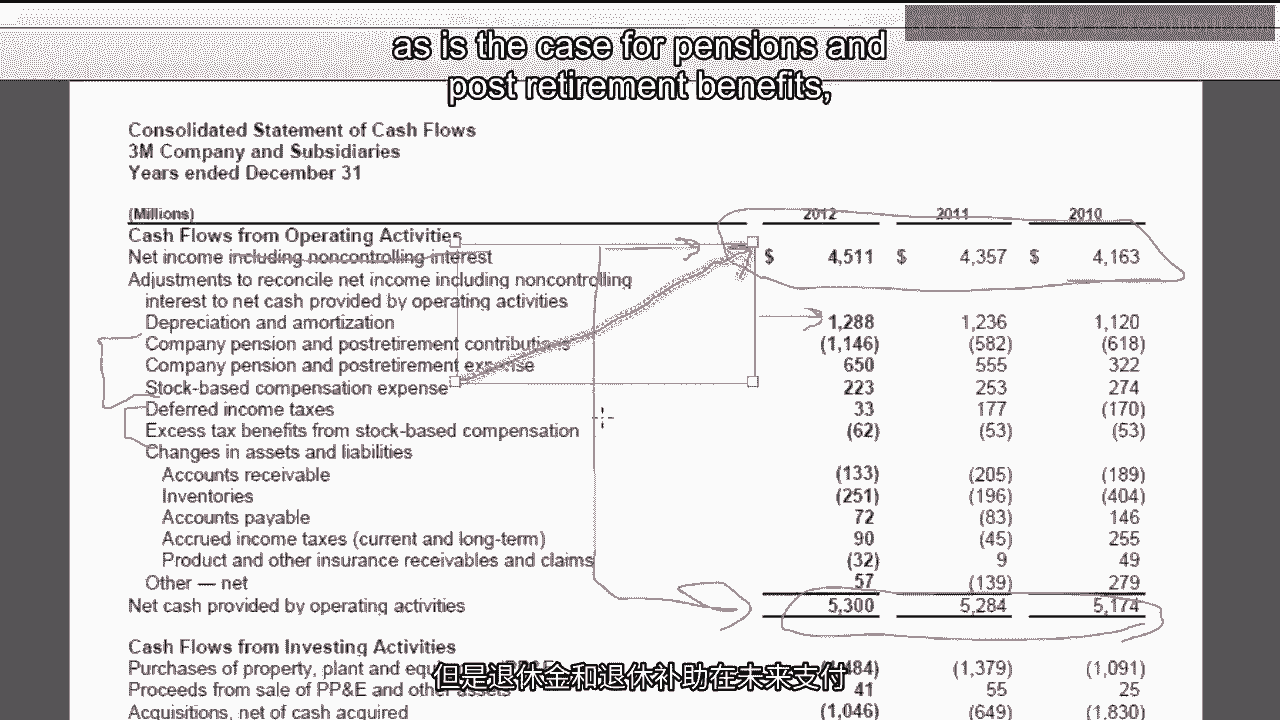 as is the case for pensions and
post retirement benefits,
Consolidated Statement of Cash Flows
3M Company and Subsidiaries
Years ended December 31
(Millions) 2012 2011 2010
Cash Flows from Operating Activities
Net income including noncontrolling interest $ 4,511 $ 4,357 $ 4,163
Adjustments to reconcile net income including noncontrolling
interest to net cash provided by operating activities
Depreciation and amortization 1,288 1,236 1,120
Company pension and postretirement contributions (1,146) (582) (618)
Company pension and postretirement expense 650 555 322
Stock-based compensation expense 223 253 274
Deferred income taxes 33 177 (170)
Excess tax benefits from stock-based compensation (62) (53) (53)
Changes in assets and liabilities
Accounts receivable (133) (205) (189)
Inventories (251) (196) (404)
Accounts payable 72 (83) 146
Accrued income taxes (current and long-term) 90 (45) 255
Product and other insurance receivables and claims (32) 9 49
Other — net 57 (139) 279
Net cash provided by operating activities 5,300 5,284 5,174
Cash Flows from Investing Activities
Purchases of property, plant and (1,379) (1,091)
但是退休金和退休补助在未来支付
Proceeds from sale of PP&E and other assets 41 55 25
Acquisitions, net of cash acquired (1,046) (649) (1,830)